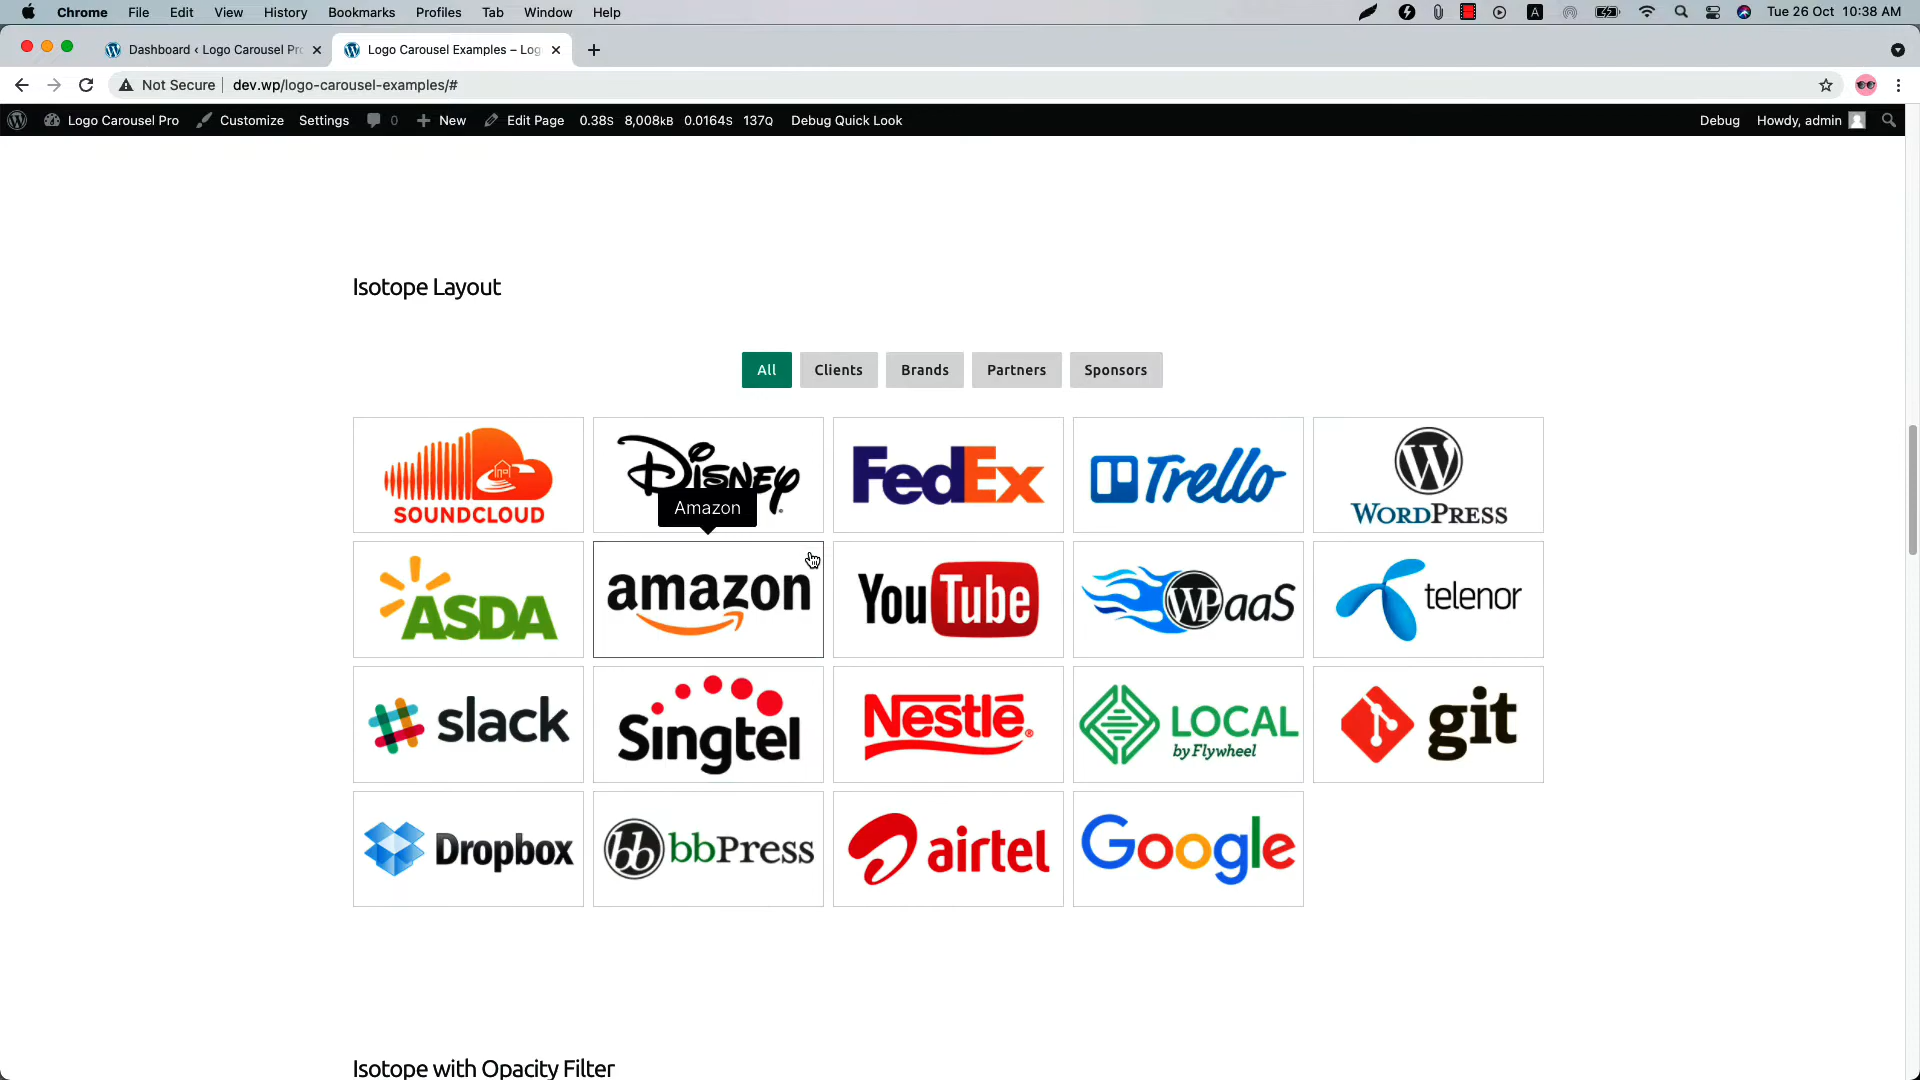 Chrome File Edit View History Bookmarks Profiles Tab Window Help A Tue 26 Oct 10:38 AM
Dashboard ‹ Logo Carousel Pr Logo Carousel Examples – Log
Not Secure dev.wp/logo-carousel-examples/#
Logo Carousel Pro Customize Settings 0 New Edit Page 0.38S 8,008KB 0.0164S 137Q Debug Quick Look Debug Howdy, admin
Isotope Layout
All Clients Brands Partners Sponsors
SOUNDCLOUD DISNEY FedEx Trello WORDPRESS
Amazon
ASDA amazon YouTube WPaaS telenor
slack Singtel Nestlé LOCAL by Flywheel git
Dropbox bb bbPress airtel Google
Isotope with Opacity Filter